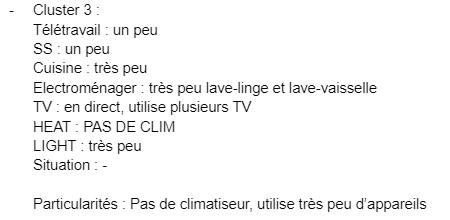 - Cluster 3 :
Télétravail : un peu
SS : un peu
Cuisine : très peu
Electroménager : très peu lave-linge et lave-vaisselle
TV : en direct, utilise plusieurs TV
HEAT : PAS DE CLIM
LIGHT : très peu
Situation : -
Particularités : Pas de climatiseur, utilise très peu d'appareils